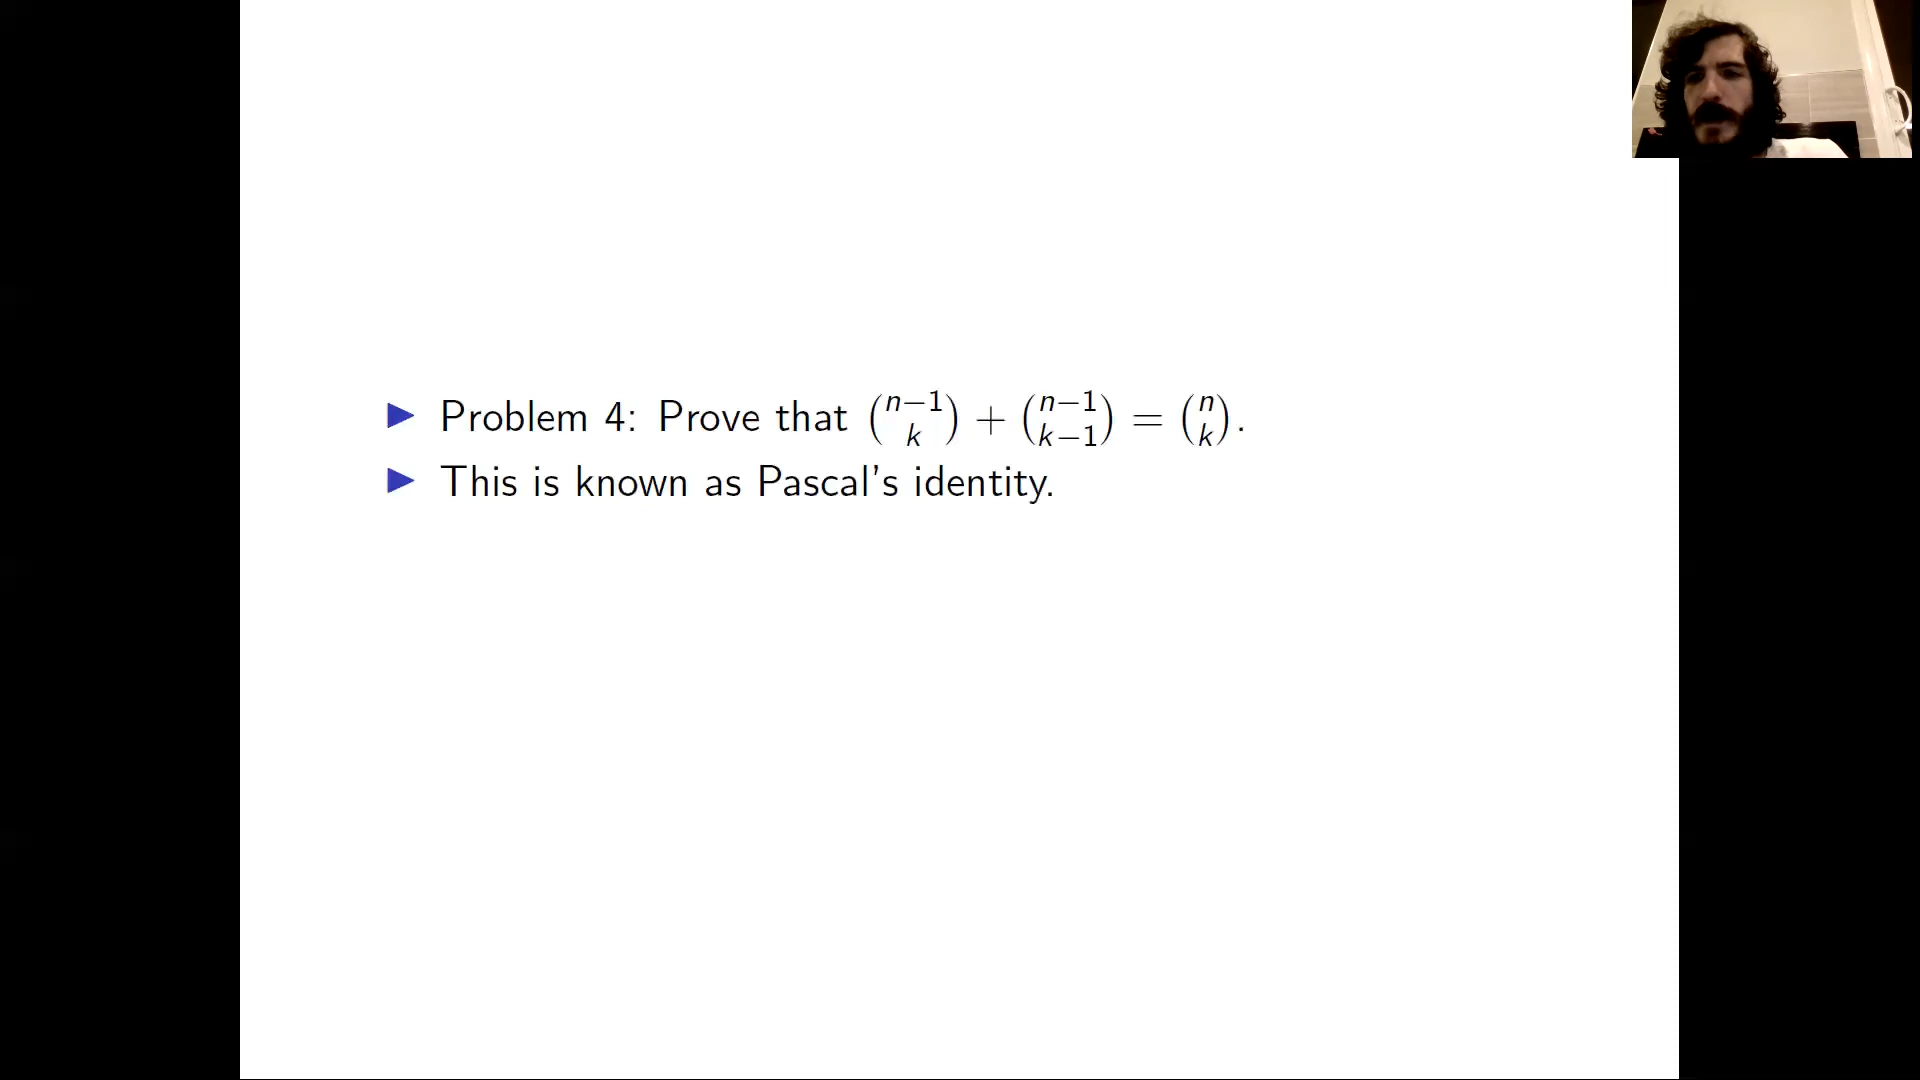 ▶ Problem 4: Prove that $\binom{n-1}{k} + \binom{n-1}{k-1} = \binom{n}{k}$.
▶ This is known as Pascal's identity.